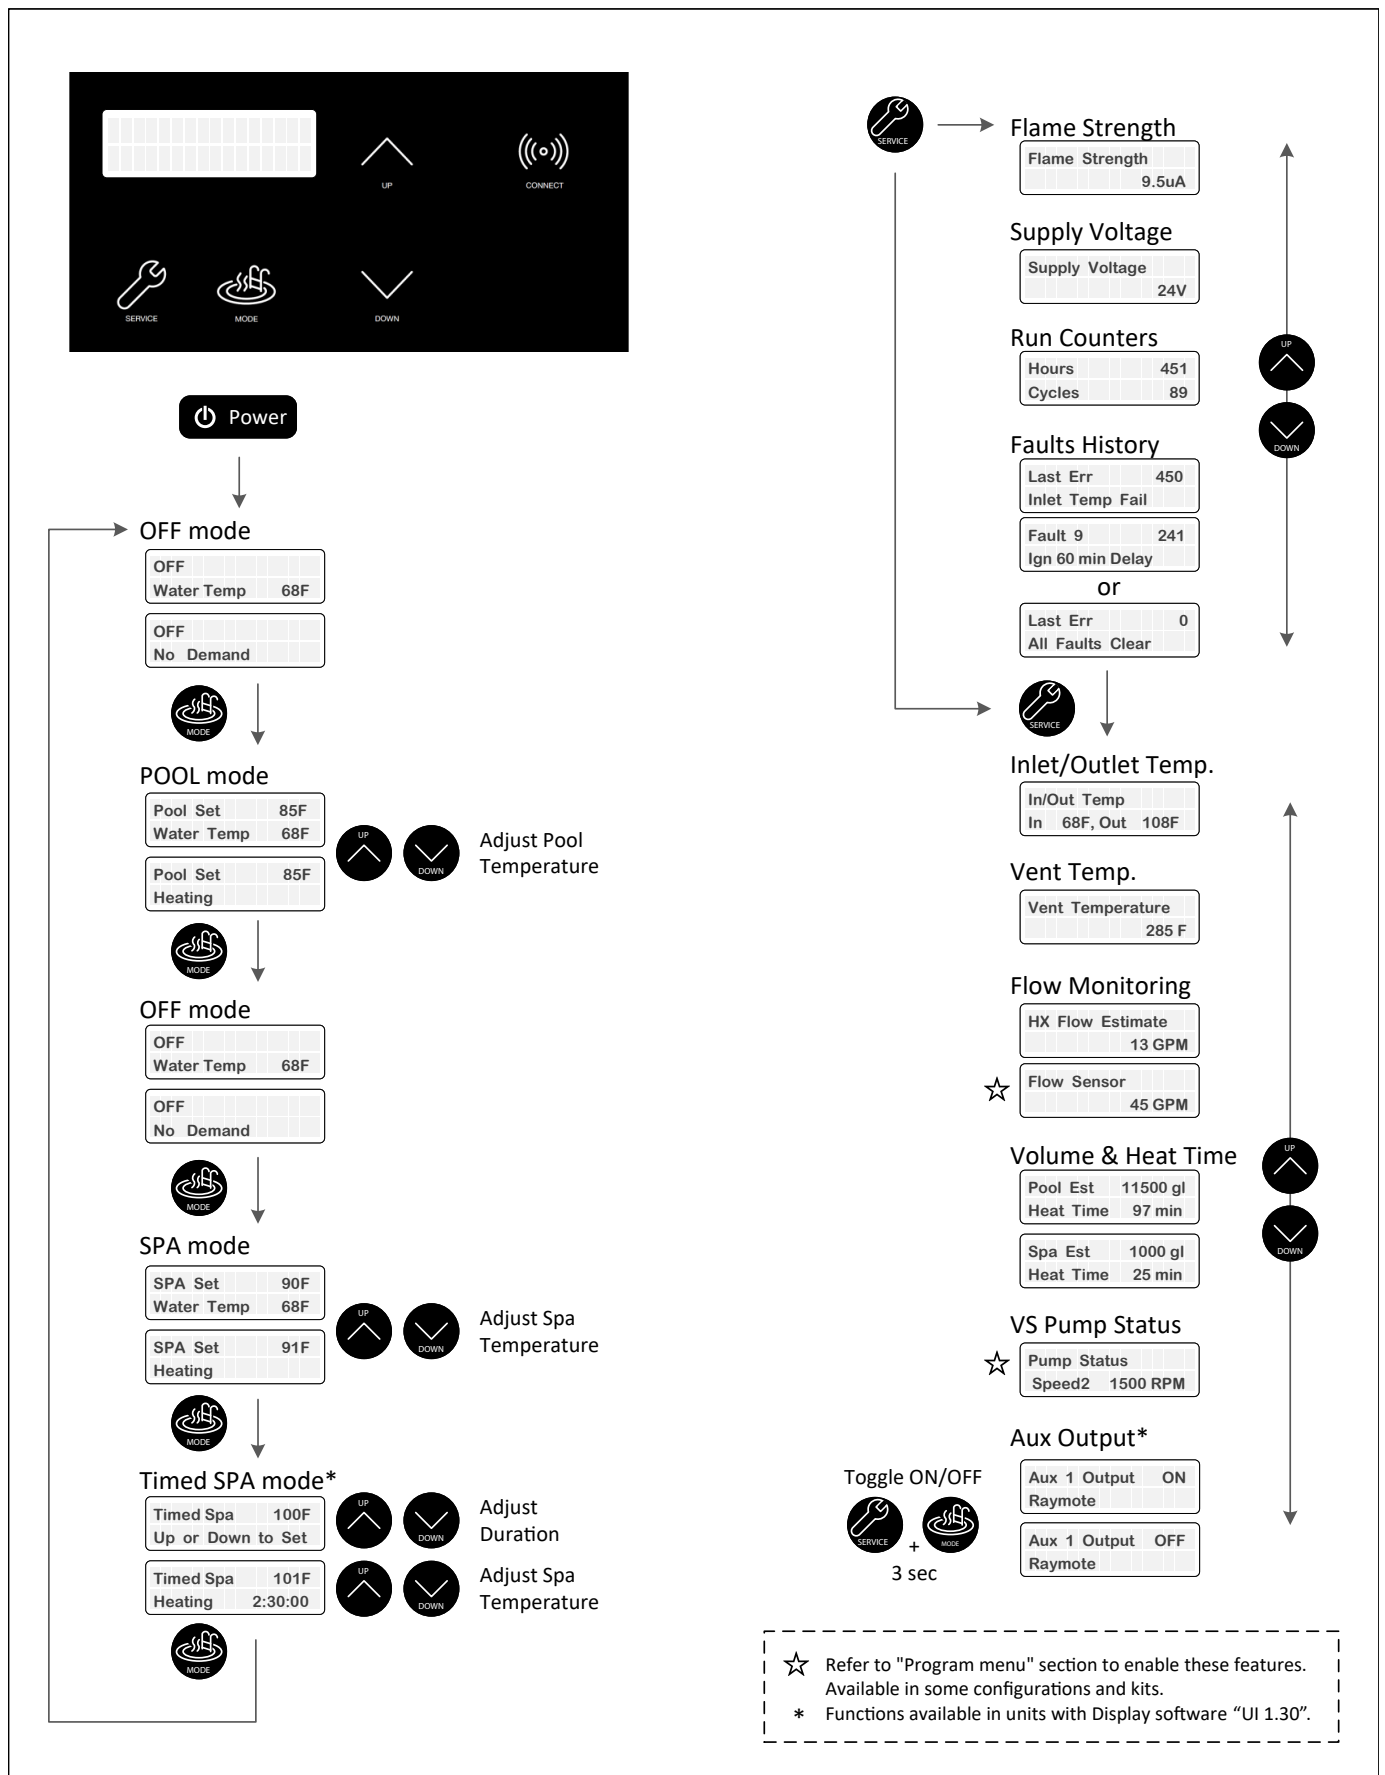 UP
CONNECT
SERVICE
MODE
DOWN
Power
OFF mode
OFF
Water Temp 68F
OFF
No Demand
MODE
POOL mode
Pool Set 85F
Water Temp 68F
Pool Set 85F
Heating
UP
DOWN
Adjust Pool
Temperature
MODE
OFF mode
OFF
Water Temp 68F
OFF
No Demand
MODE
SPA mode
SPA Set 90F
Water Temp 68F
SPA Set 91F
Heating
UP
DOWN
Adjust Spa
Temperature
MODE
Timed SPA mode*
Timed Spa 100F
Up or Down to Set
UP
DOWN
Adjust
Duration
Timed Spa 101F
Heating 2:30:00
UP
DOWN
Adjust Spa
Temperature
MODE
SERVICE
Flame Strength
Flame Strength
9.5uA
Supply Voltage
Supply Voltage
24V
Run Counters
Hours 451
Cycles 89
UP
DOWN
Faults History
Last Err 450
Inlet Temp Fail
Fault 9 241
Ign 60 min Delay
or
Last Err 0
All Faults Clear
SERVICE
Inlet/Outlet Temp.
In/Out Temp
In 68F, Out 108F
Vent Temp.
Vent Temperature
285 F
Flow Monitoring
HX Flow Estimate
13 GPM
☆ Flow Sensor
45 GPM
Volume & Heat Time
Pool Est 11500 gl
Heat Time 97 min
Spa Est 1000 gl
Heat Time 25 min
UP
DOWN
VS Pump Status
☆ Pump Status
Speed2 1500 RPM
Aux Output*
Toggle ON/OFF
SERVICE
+
MODE
3 sec
Aux 1 Output ON
Raymote
Aux 1 Output OFF
Raymote
☆ Refer to "Program menu" section to enable these features.
Available in some configurations and kits.
* Functions available in units with Display software “UI 1.30”.